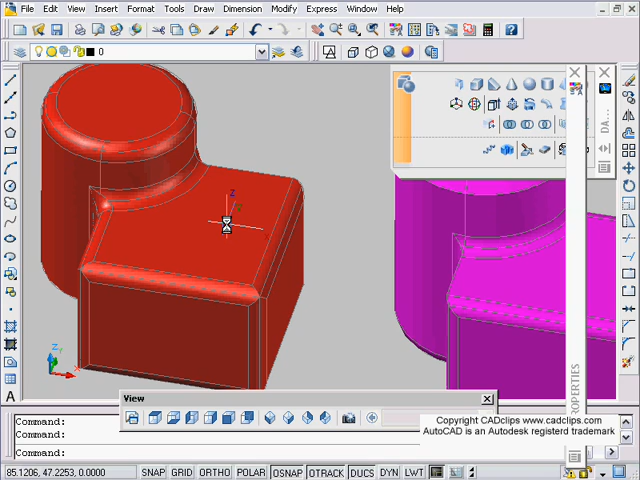 File Edit View Insert Format Tools Draw Dimension Modify Express Window Help
0
DA...
Z
Z
X
PROPERTIES
View
Copyright CADclips www.cadclips.com
AutoCAD is an Autodesk registerd trademark
Command:
Command:
Command:
85.1206, 47.2253, 0.0000 SNAP GRID ORTHO POLAR OSNAP OTRACK DUCS DYN LWT